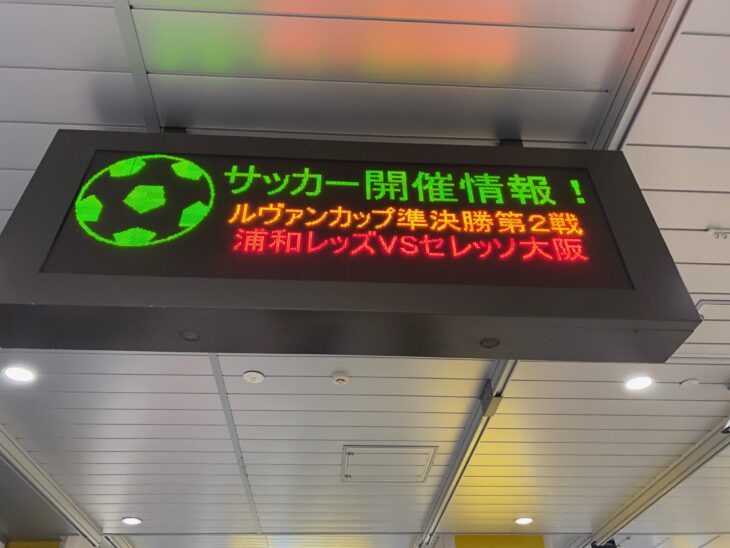 サッカー開催情報！
ルヴァンカップ準決勝第2戦
浦和レッズVSセレッソ大阪